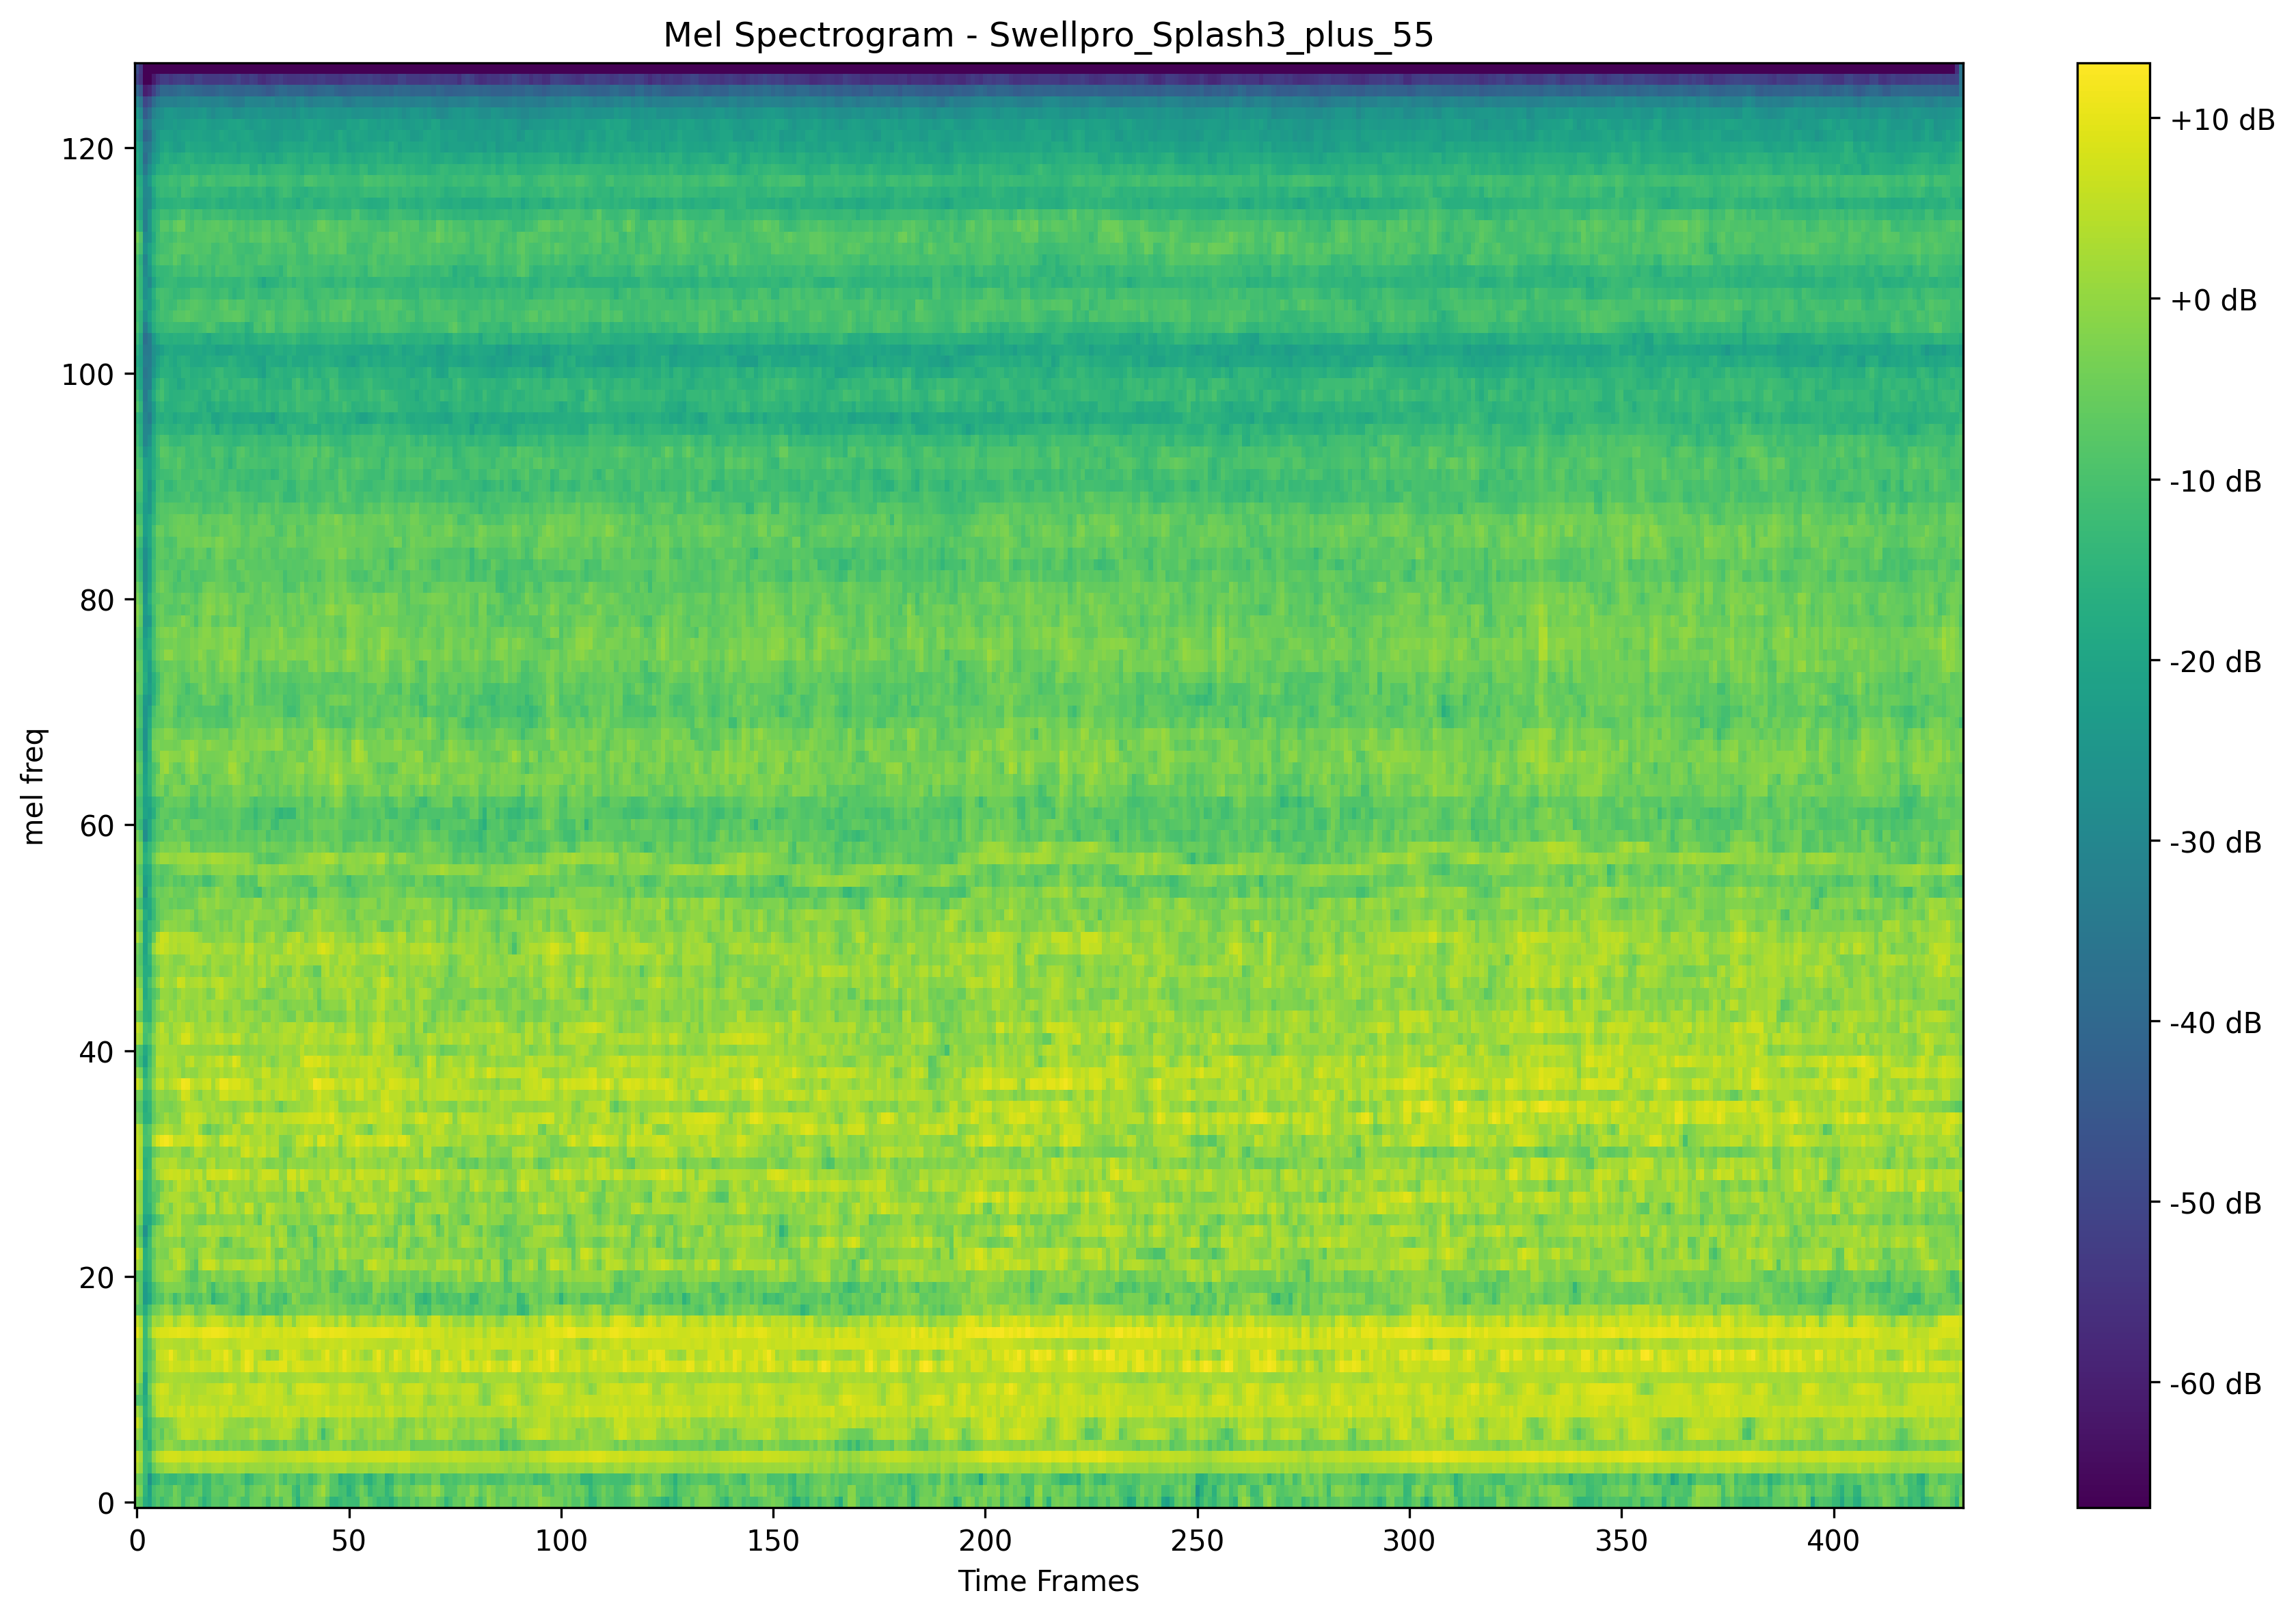 Mel Spectrogram - Swellpro_Splash3_plus_55
mel freq
120
100
80
60
40
20
0
0 50 100 150 200 250 300 350 400
Time Frames
+10 dB
+0 dB
-10 dB
-20 dB
-30 dB
-40 dB
-50 dB
-60 dB